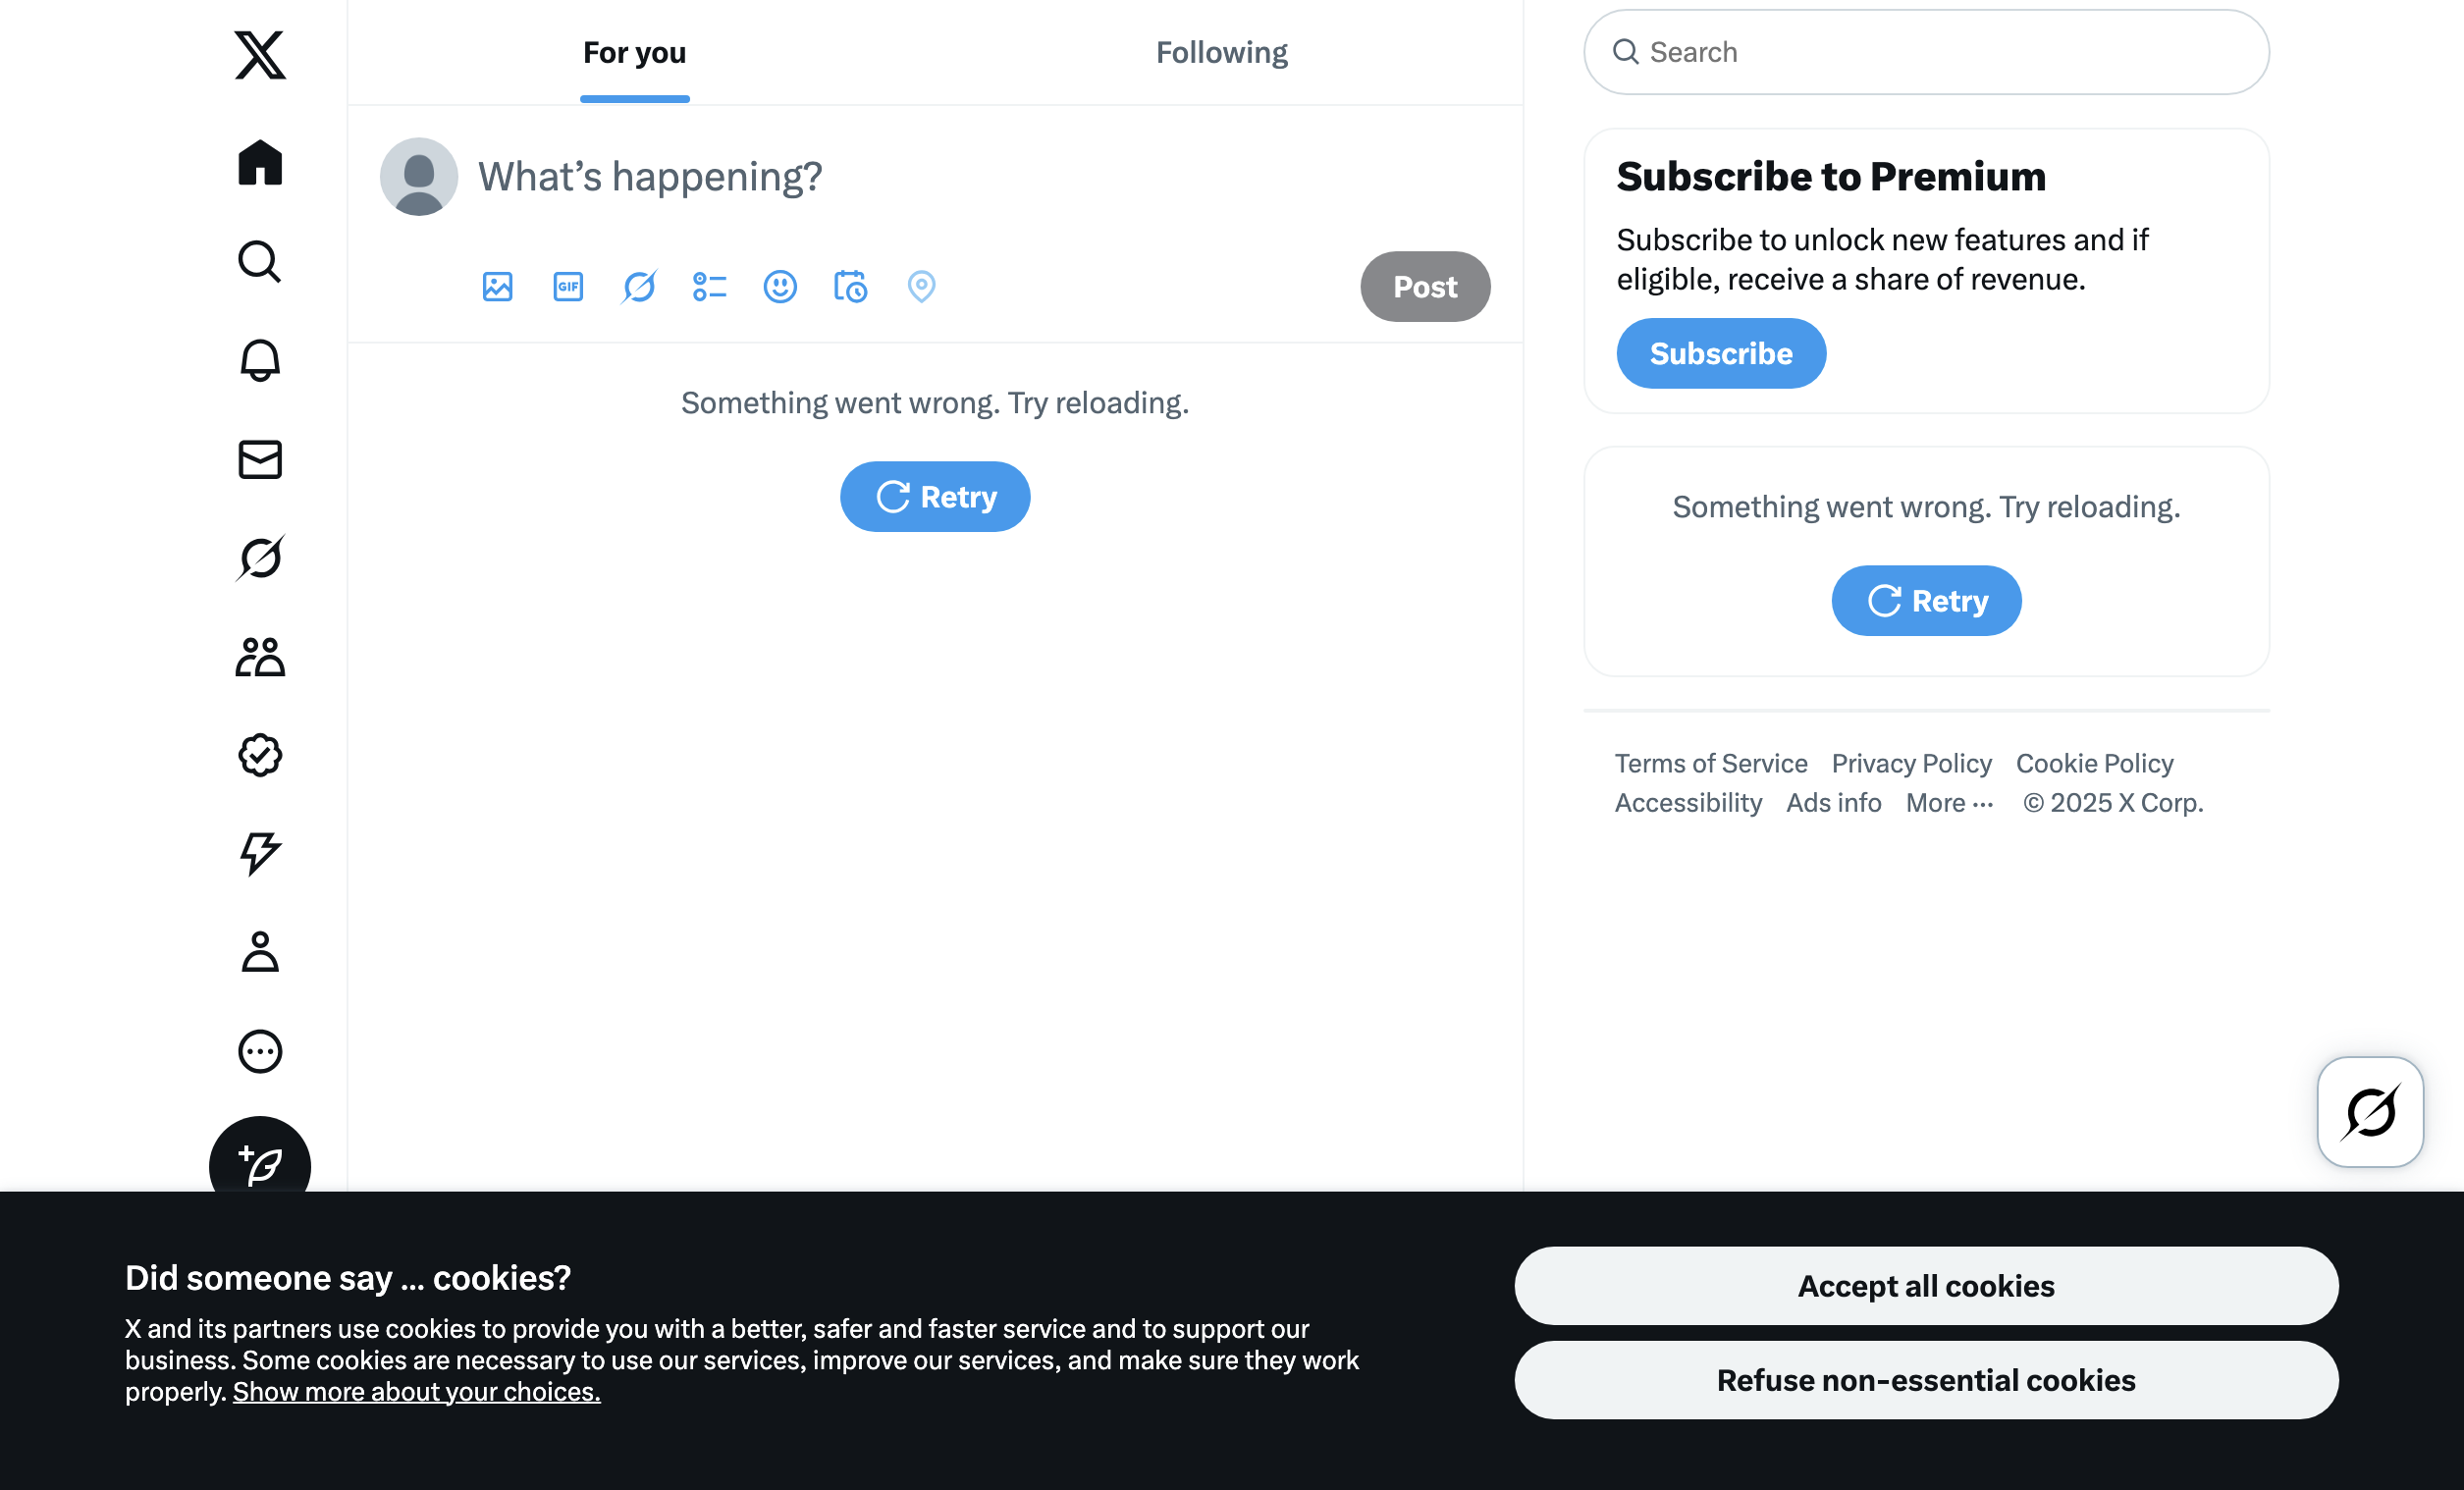 For you
Following
What’s happening?
GIF
Post
Something went wrong. Try reloading.
Retry
Search
Subscribe to Premium
Subscribe to unlock new features and if
eligible, receive a share of revenue.
Subscribe
Something went wrong. Try reloading.
Retry
Terms of Service Privacy Policy Cookie Policy
Accessibility Ads info More ··· © 2025 X Corp.
Did someone say … cookies?
X and its partners use cookies to provide you with a better, safer and faster service and to support our
business. Some cookies are necessary to use our services, improve our services, and make sure they work
properly. Show more about your choices.
Accept all cookies
Refuse non-essential cookies